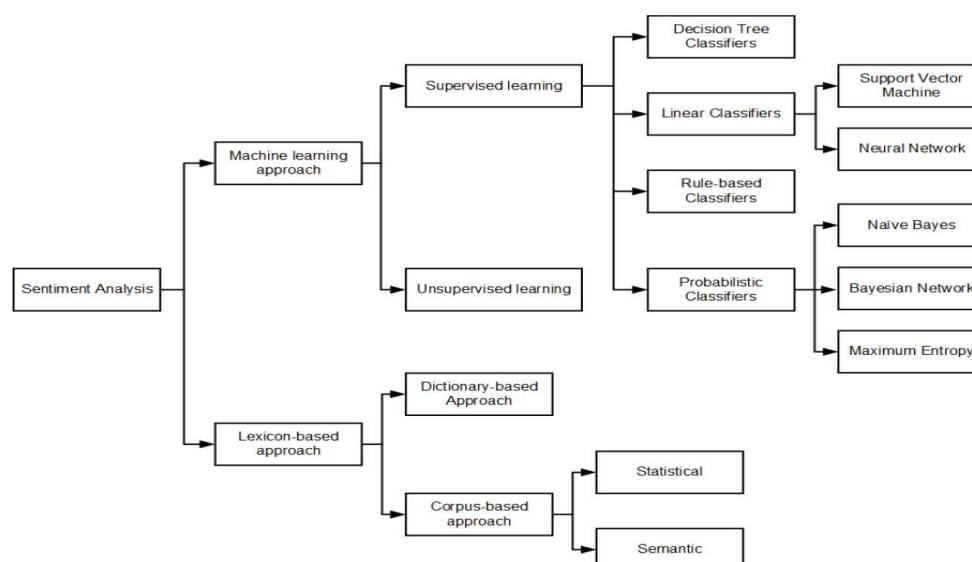 Decision Tree
Classifiers
Supervised learning
Support Vector
Machine
Linear Classifiers
Machine learning
approach
Neural Network
Rule-based
Classifiers
Naïve Bayes
Sentiment Analysis
Unsupervised learning
Probabilistic
Classifiers
Bayesian Network
Maximum Entropy
Dictionary-based
Approach
Lexicon-based
approach
Statistical
Corpus-based
approach
Semantic